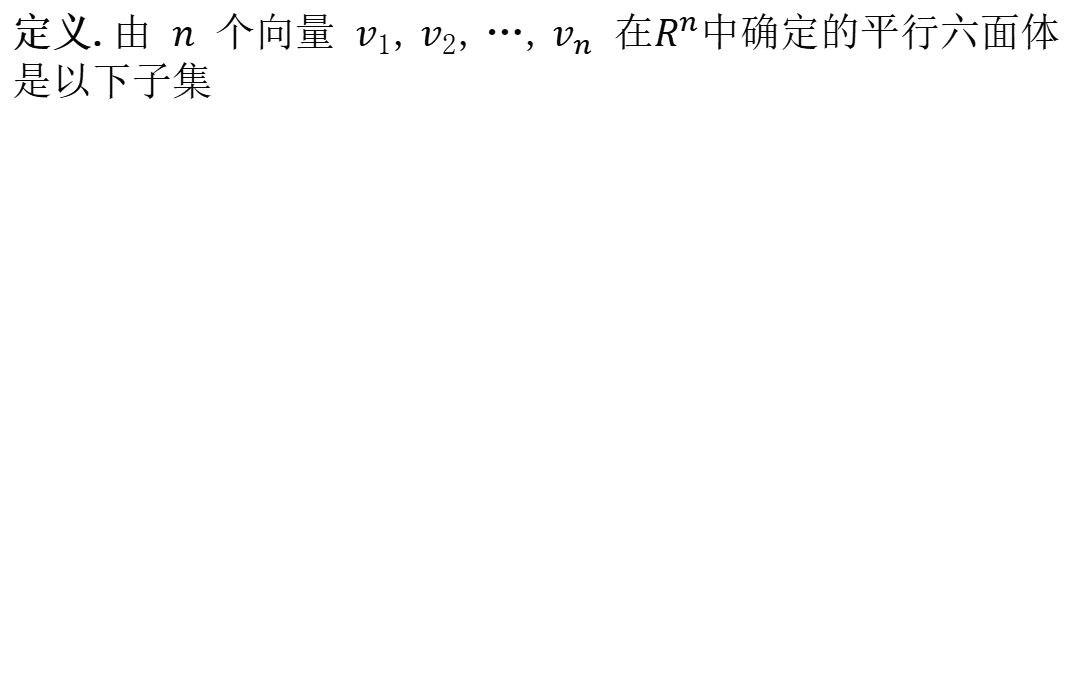 定义. 由 n 个向量 v₁, v₂, ⋯, vₙ 在Rⁿ中确定的平行六面体
是以下子集